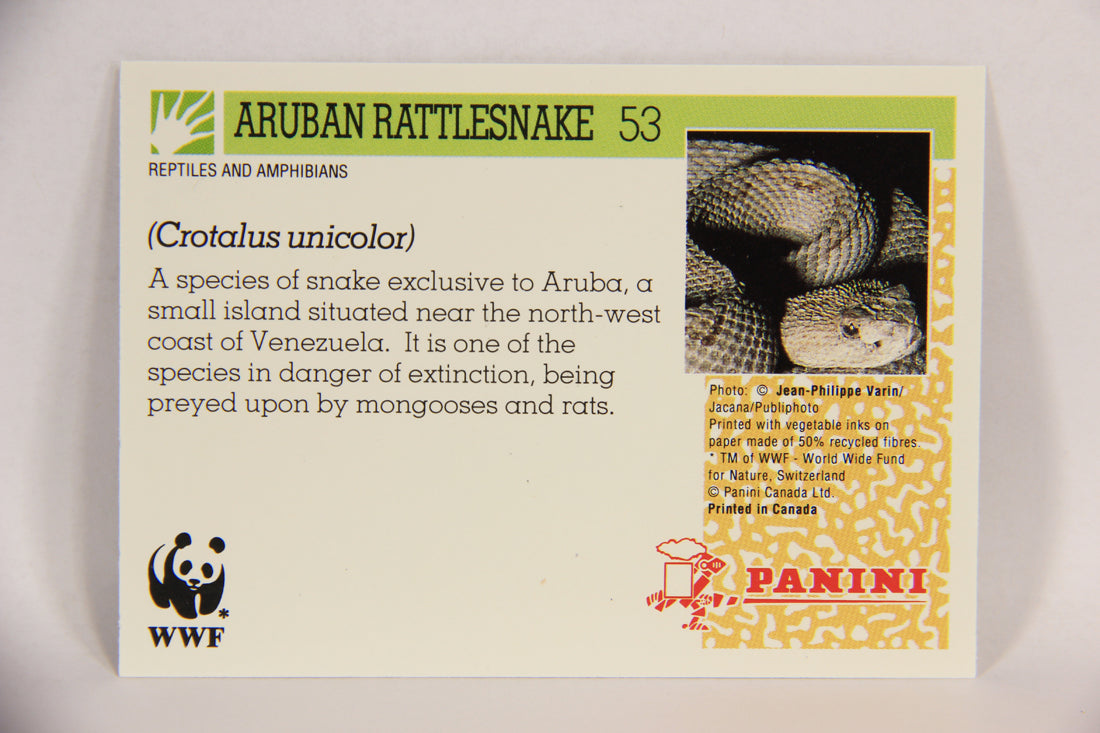 ARUBAN RATTLESNAKE 53
REPTILES AND AMPHIBIANS
(Crotalus unicolor)
A species of snake exclusive to Aruba, a
small island situated near the north-west
coast of Venezuela. It is one of the
species in danger of extinction, being
preyed upon by mongooses and rats.
Photo: © Jean-Philippe Varin/
Jacana/Publiphoto
Printed with vegetable inks on
paper made of 50% recycled fibres.
* TM of WWF - World Wide Fund
for Nature, Switzerland
© Panini Canada Ltd.
Printed in Canada
*
WWF
PANINI